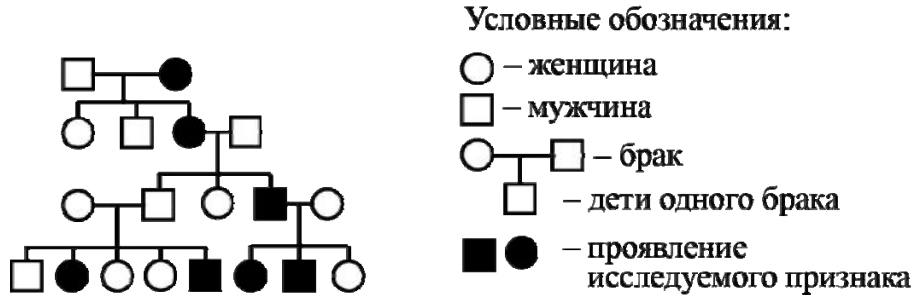 Условные обозначения:
– женщина
– мужчина
– брак
– дети одного брака
– проявление
исследуемого признака